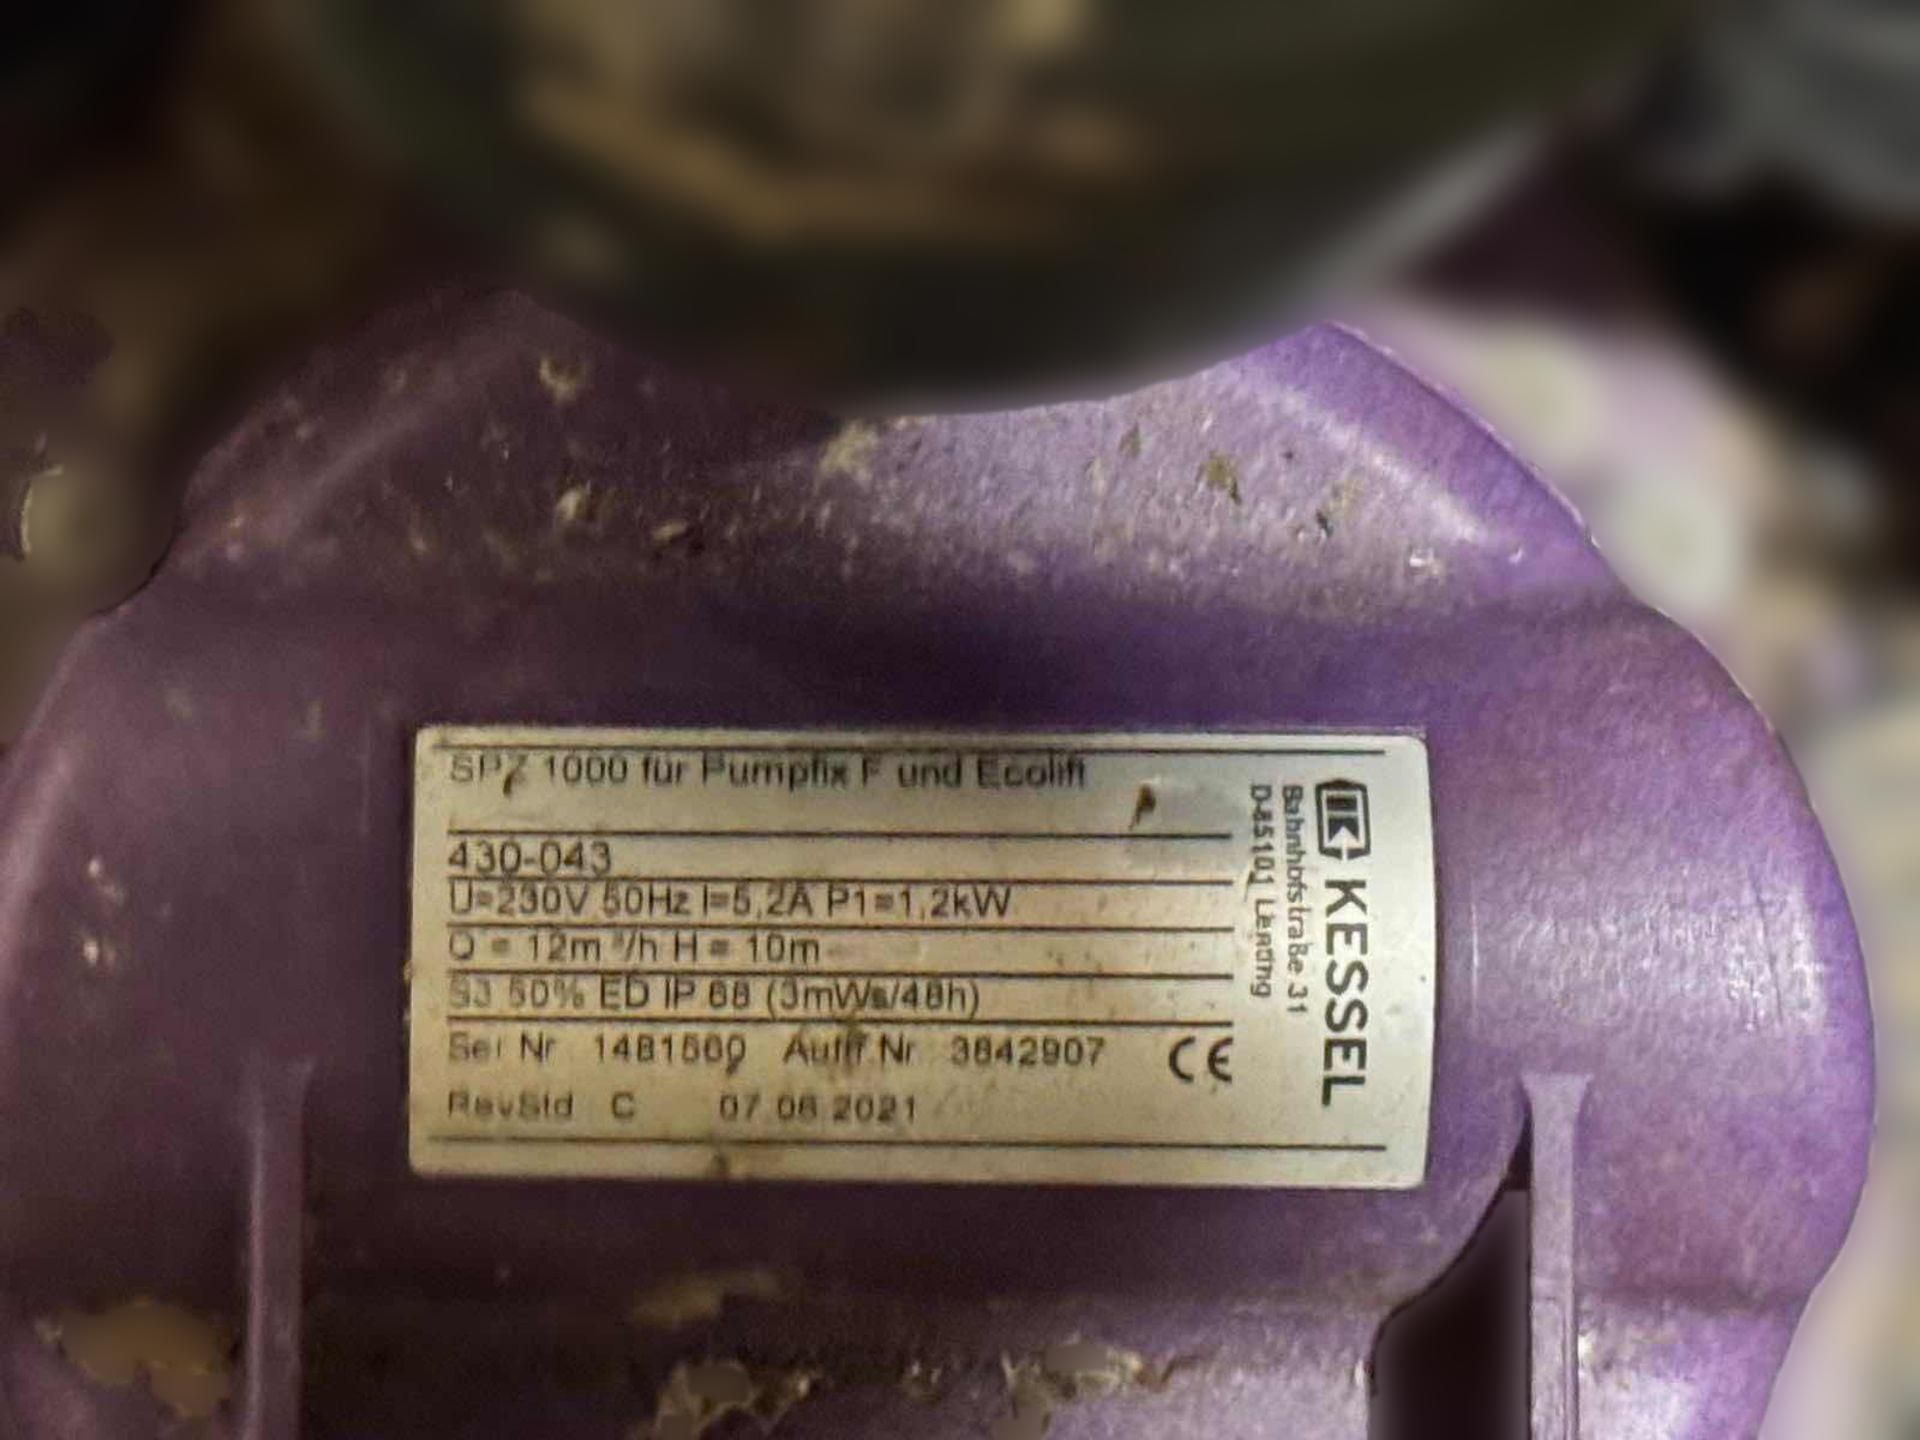 SPZ 1000 für Pumpfix F und Ecolift
430-043
U=230V 50Hz I=5,2A P1=1,2kW
Q = 12m³/h H = 10m
S3 50% ED IP 68 (3mWs/48h)
Ser Nr 1481500 Auftr.Nr 3842907 CE
RevStd C 07.06.2021
KESSEL
Bahnhofstraße 31
D-85101 Lenting